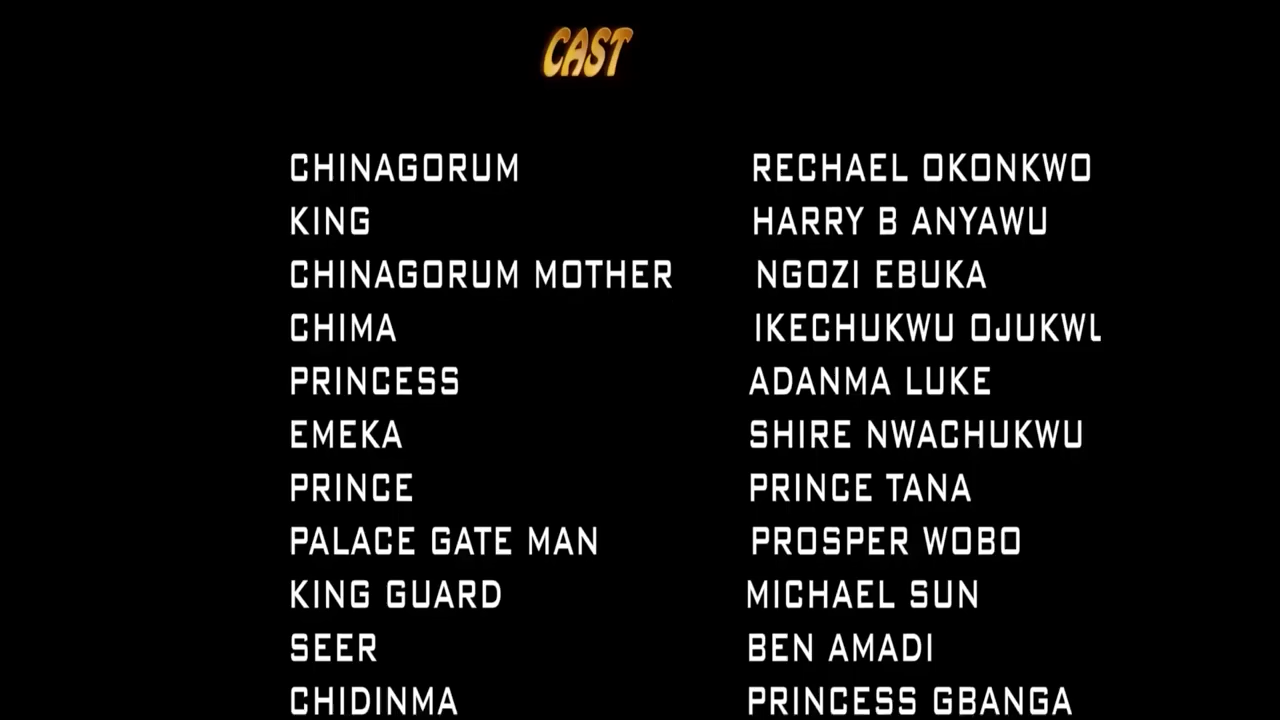 CAST
CHINAGORUM RECHAEL OKONKWO
KING HARRY B ANYAWU
CHINAGORUM MOTHER NGOZI EBUKA
CHIMA IKECHUKWU
PRINCESS ADANMA LUKE
EMEKA SHIRE NWACHUKWU
PRINCE PRINCE TANA
PALACE GATE MAN PROSPER WOBO
KING GUARD MICHAEL SUN
SEER BEN AMADI
CHIDINMA PRINCESS GBANGA